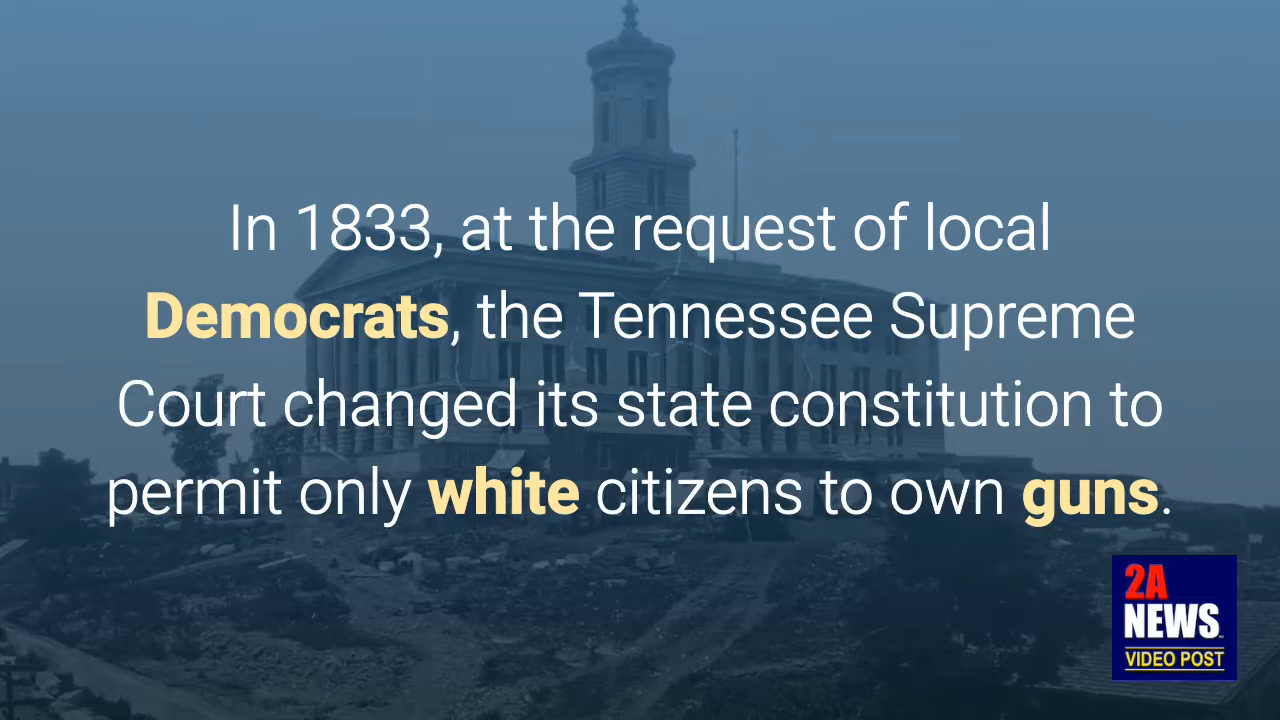 In 1833, at the request of local
Democrats, the Tennessee Supreme
Court changed its state constitution to
permit only white citizens to own guns.
2A
NEWS
VIDEO POST